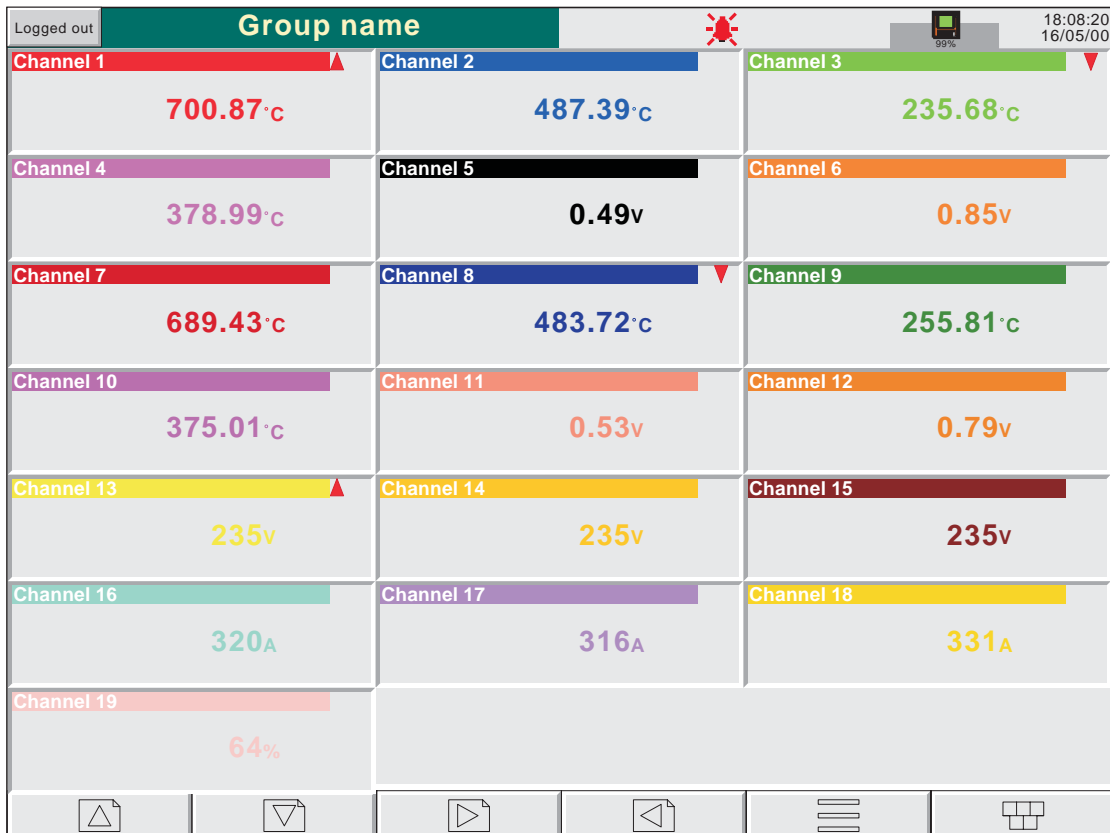 Logged out
Group name
99%
18:08:20
16/05/00
Channel 1
Channel 2
Channel 3
700.87°C
487.39°C
235.68°C
Channel 4
Channel 5
Channel 6
378.99°C
0.49V
0.85V
Channel 7
Channel 8
Channel 9
689.43°C
483.72°C
255.81°C
Channel 10
Channel 11
Channel 12
375.01°C
0.53V
0.79V
Channel 13
Channel 14
Channel 15
235V
235V
235V
Channel 16
Channel 17
Channel 18
320A
316A
331A
Channel 19
64%